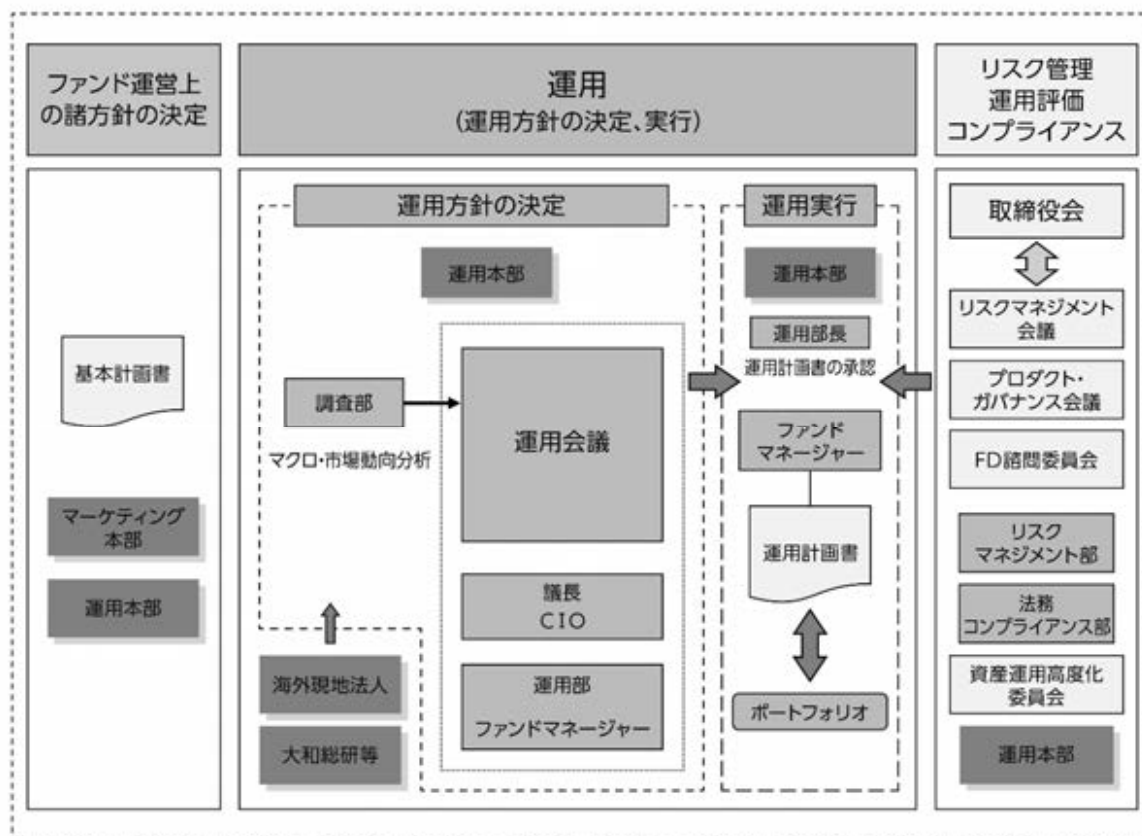 ファンド運営上
の諸方針の決定
運用
(運用方針の決定、実行)
リスク管理
運用評価
コンプライアンス
基本計画書
マーケティング
本部
運用本部
運用方針の決定
運用本部
調査部
マクロ・市場動向分析
運用会議
議長
CIO
運用部
ファンドマネージャー
海外現地法人
大和総研等
運用実行
運用本部
運用部長
運用計画書の承認
ファンド
マネージャー
運用計画書
ポートフォリオ
取締役会
リスクマネジメント
会議
プロダクト・
ガバナンス会議
FD諮問委員会
リスク
マネジメント部
法務
コンプライアンス部
資産運用高度化
委員会
運用本部